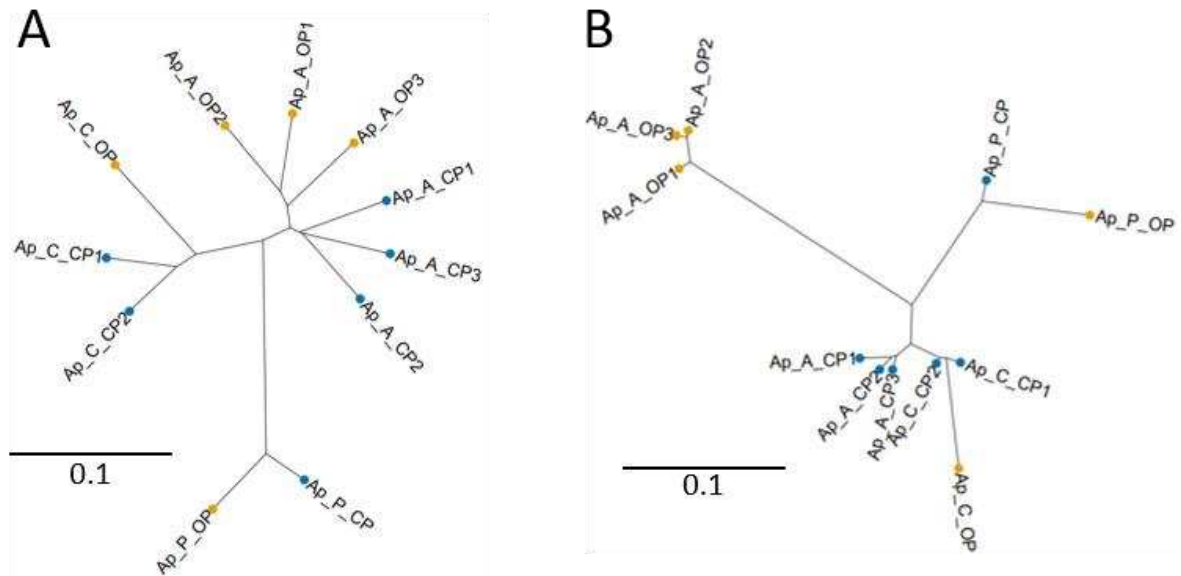 A
Ap_A_OP1
Ap_A_OP2
Ap_A_OP3
Ap_C_OP
Ap_A_CP1
Ap_C_CP1
Ap_A_CP3
Ap_C_CP2
Ap_A_CP2
0.1
Ap_P_CP
Ap_P_OP
B
Ap_A_OP2
Ap_A_OP3
Ap_A_OP1
Ap_P_CP
Ap_P_OP
Ap_A_CP1
Ap_A_CP2
Ap_A_CP3
Ap_C_CP2
Ap_C_CP1
0.1
Ap_C_OP